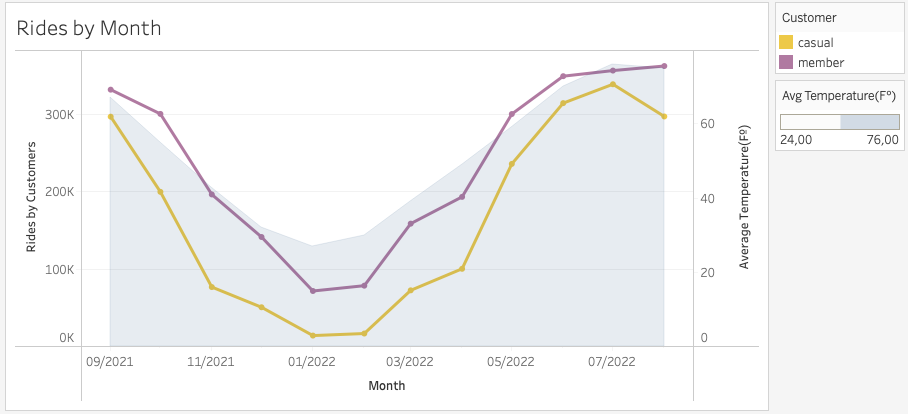 Rides by Month
Customer
casual
member
Avg Temperature(F°)
24,00 76,00
Rides by Customers
300K
200K
100K
0K
60
40
20
0
Average Temperature(Fº)
09/2021 11/2021 01/2022 03/2022 05/2022 07/2022
Month